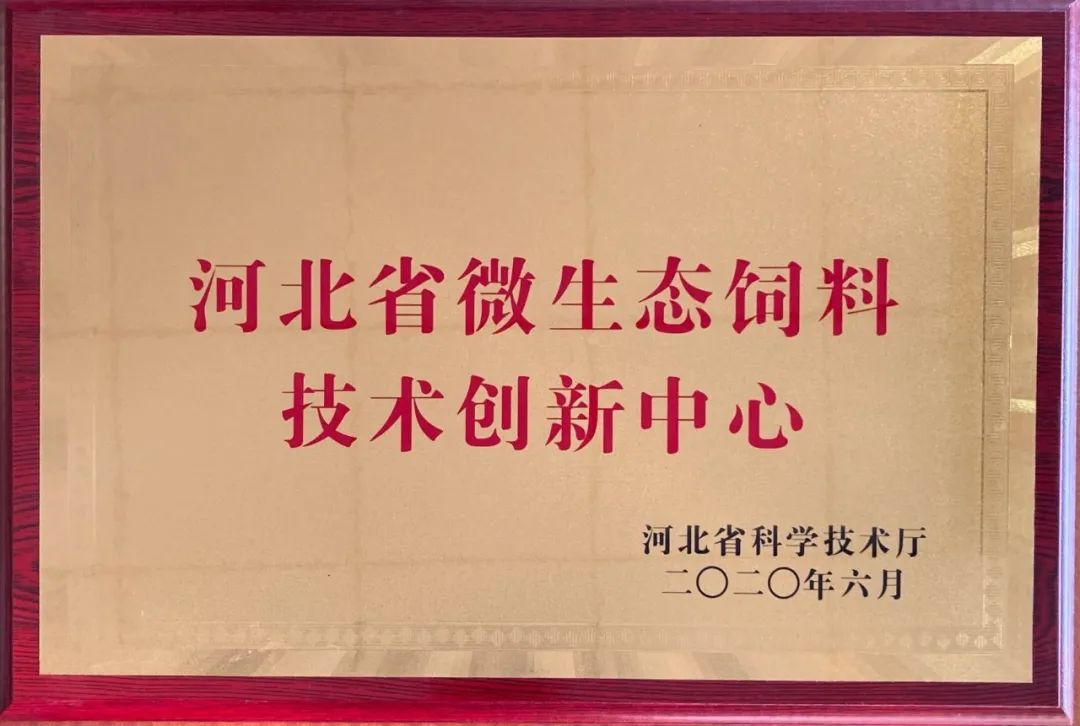 河北省微生态饲料
技术创新中心
河北省科学技术厅
二〇二〇年六月